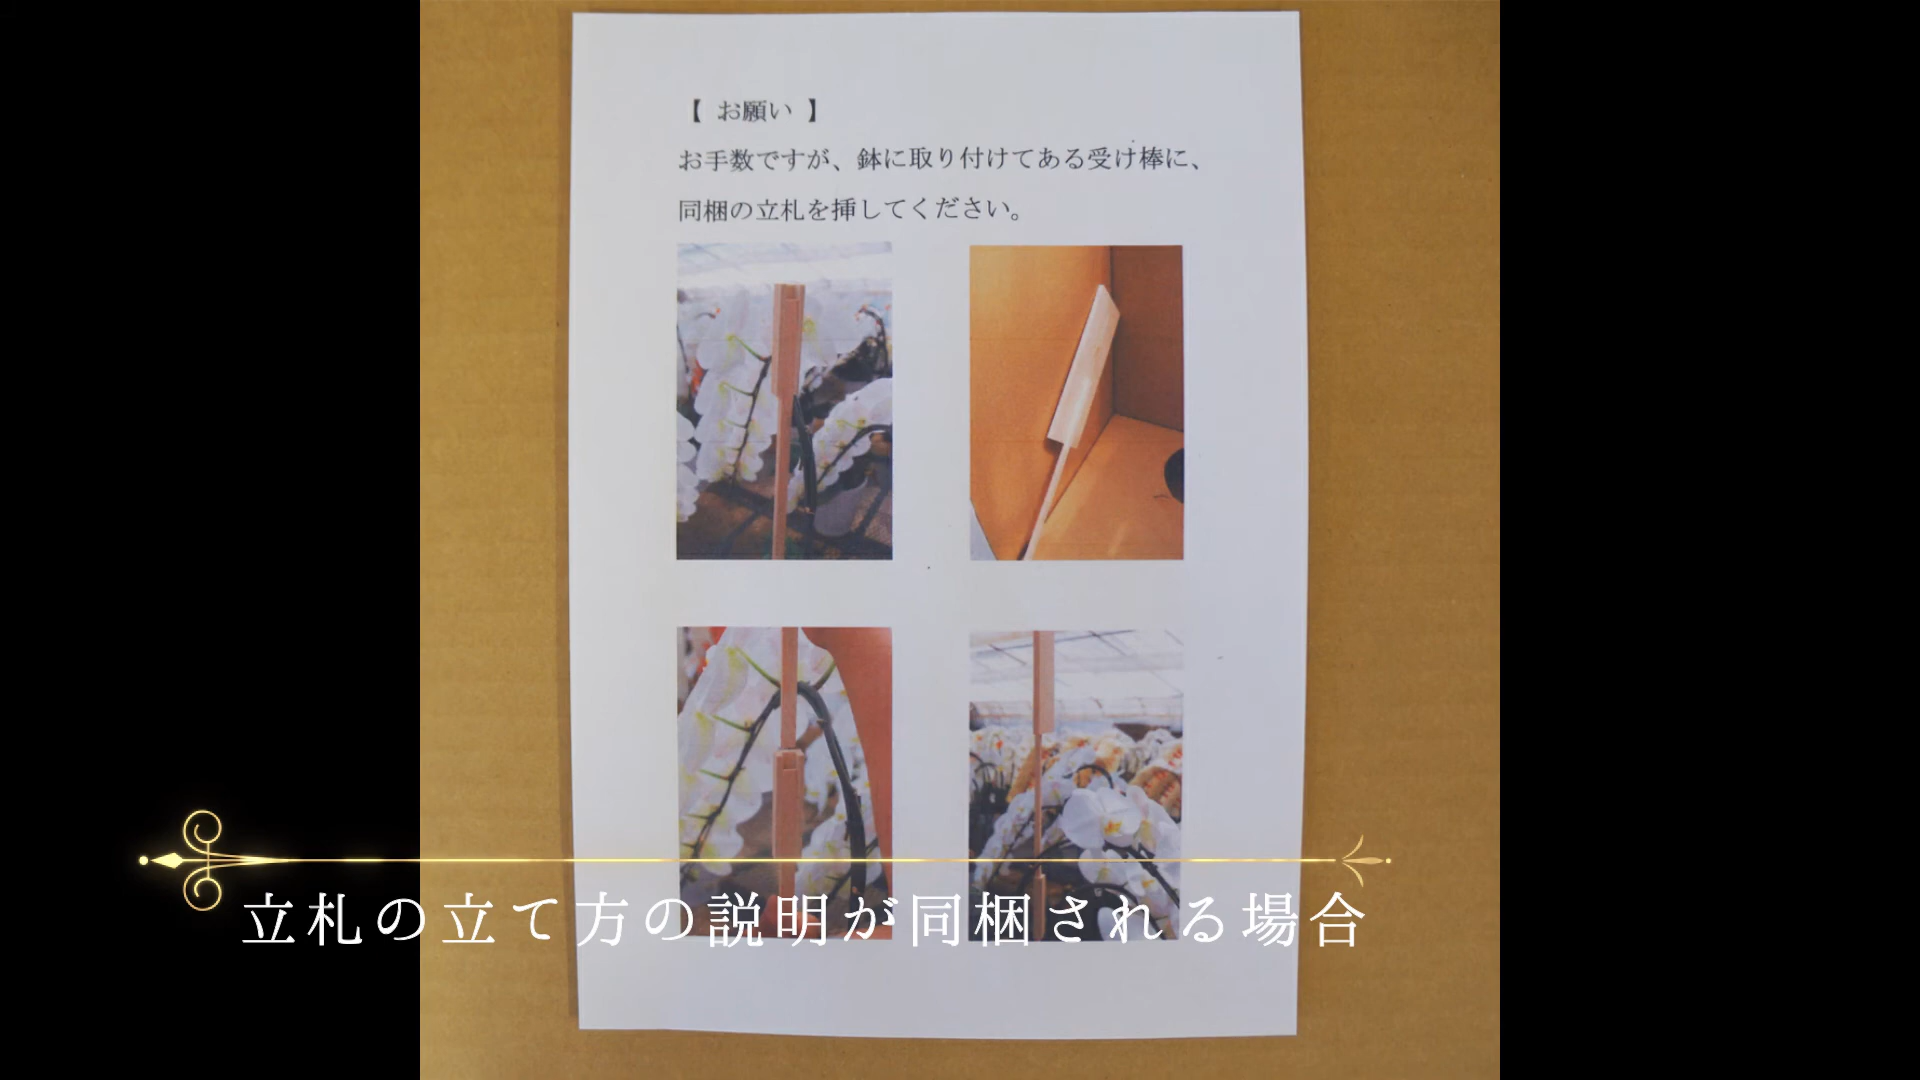 【 お願い 】
お手数ですが、鉢に取り付けてある受け棒に、
同梱の立札を挿してください。
立札の立て方の説明が同梱される場合